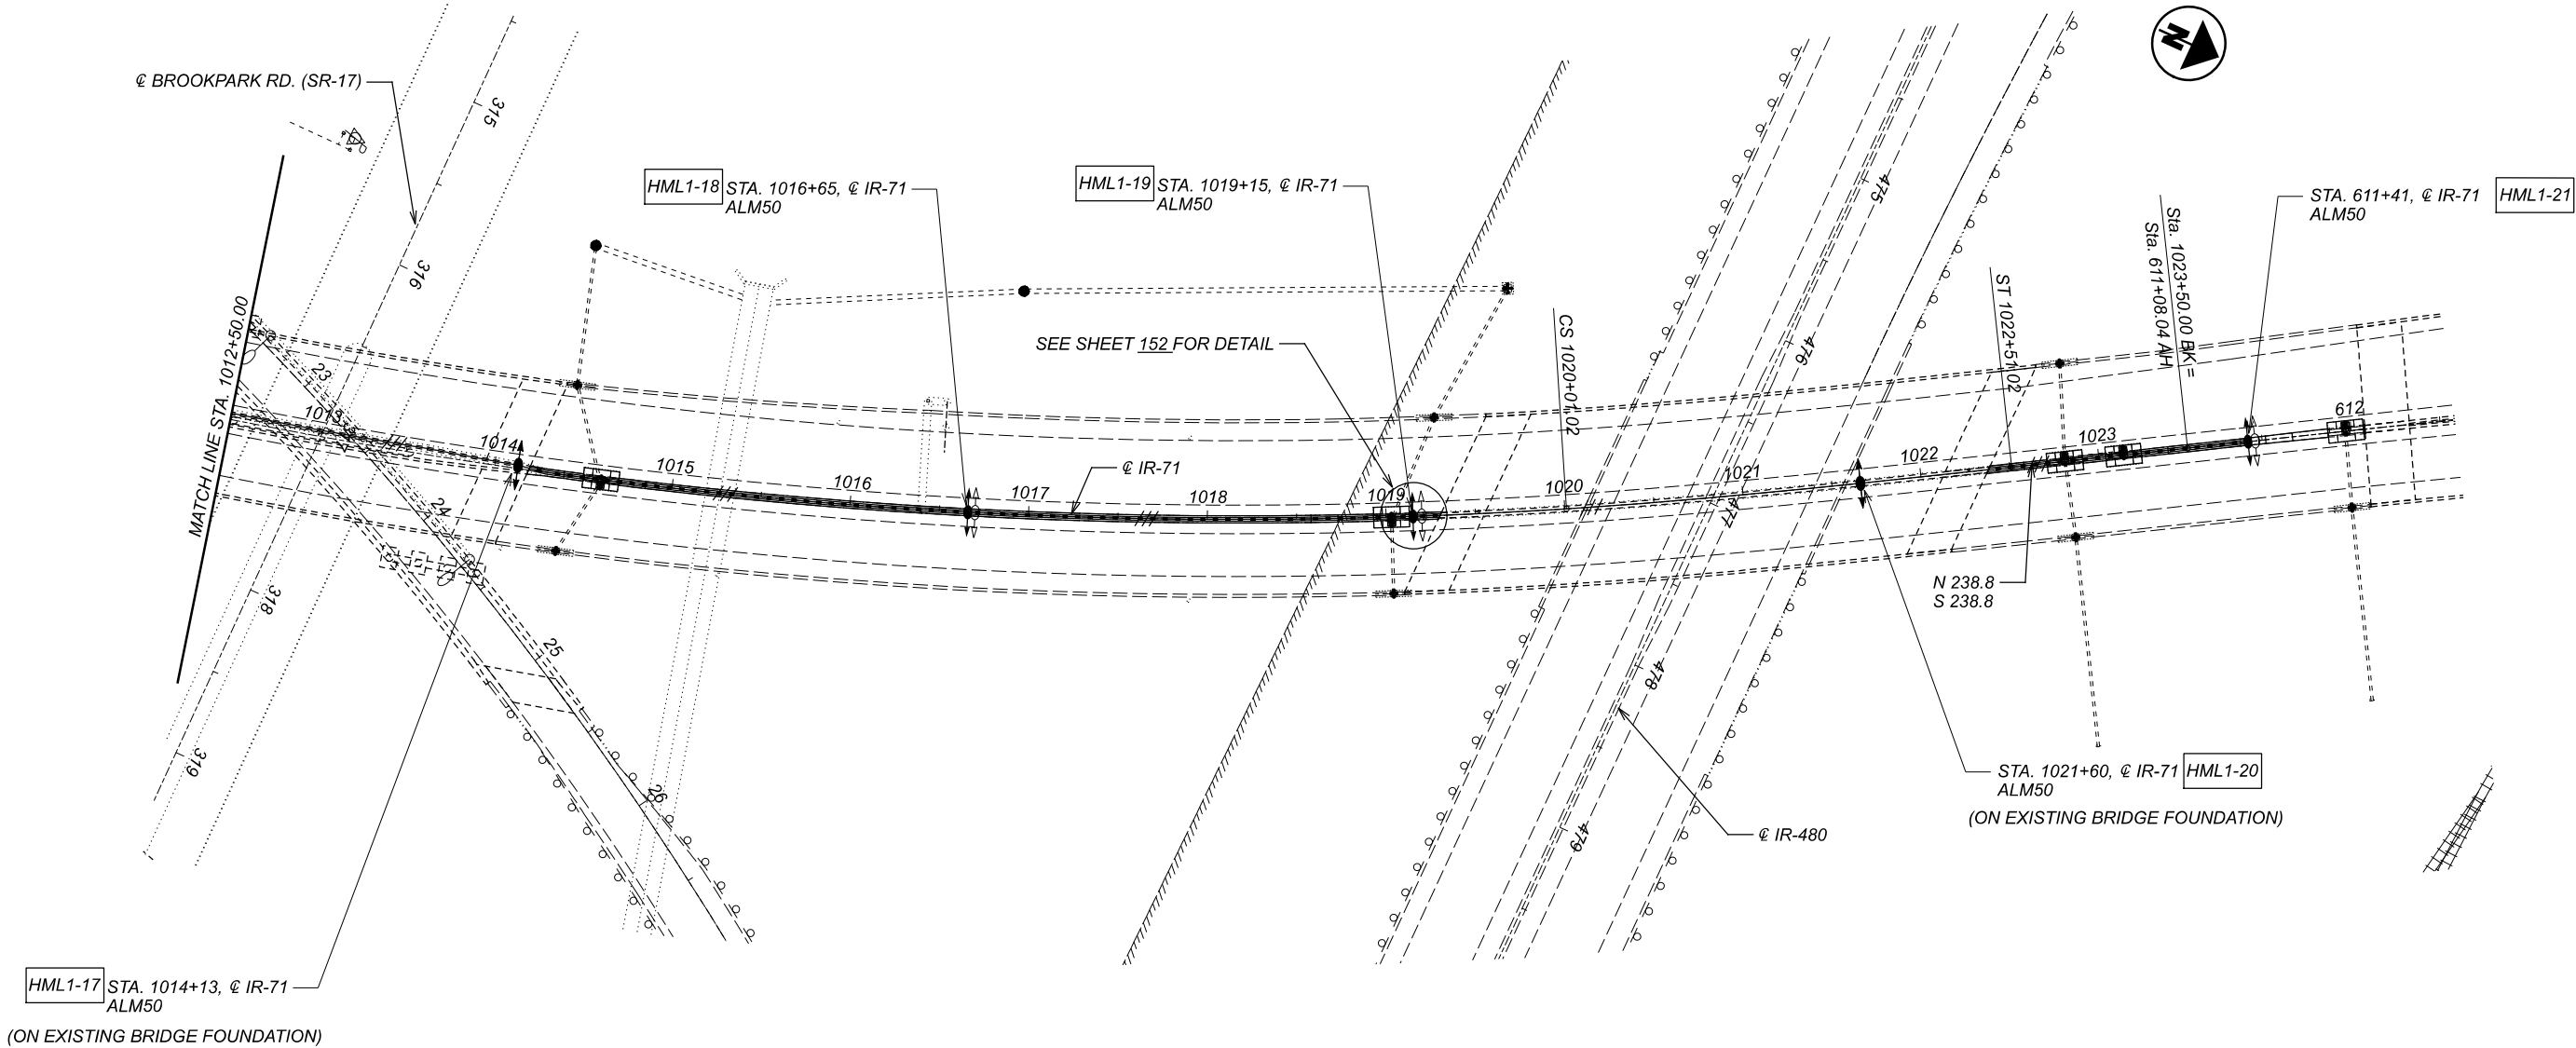 N
℄ BROOKPARK RD. (SR-17)
315
316
318
319
MATCH LINE STA. 1012+50.00
HML1-18 STA. 1016+65, ℄ IR-71
ALM50
HML1-19 STA. 1019+15, ℄ IR-71
ALM50
SEE SHEET 152 FOR DETAIL
CS 1020+01.02
475
476
477
478
479
ST 1022+51.02
Sta. 1023+50.00 BK =
Sta. 611+08.04 AH
STA. 611+41, ℄ IR-71 HML1-21
ALM50
23
24
25
26
1013
1014
1015
1016
1017
1018
1019
1020
1021
1022
1023
612
℄ IR-71
N 238.8
S 238.8
STA. 1021+60, ℄ IR-71 HML1-20
ALM50
(ON EXISTING BRIDGE FOUNDATION)
℄ IR-480
HML1-17 STA. 1014+13, ℄ IR-71
ALM50
(ON EXISTING BRIDGE FOUNDATION)